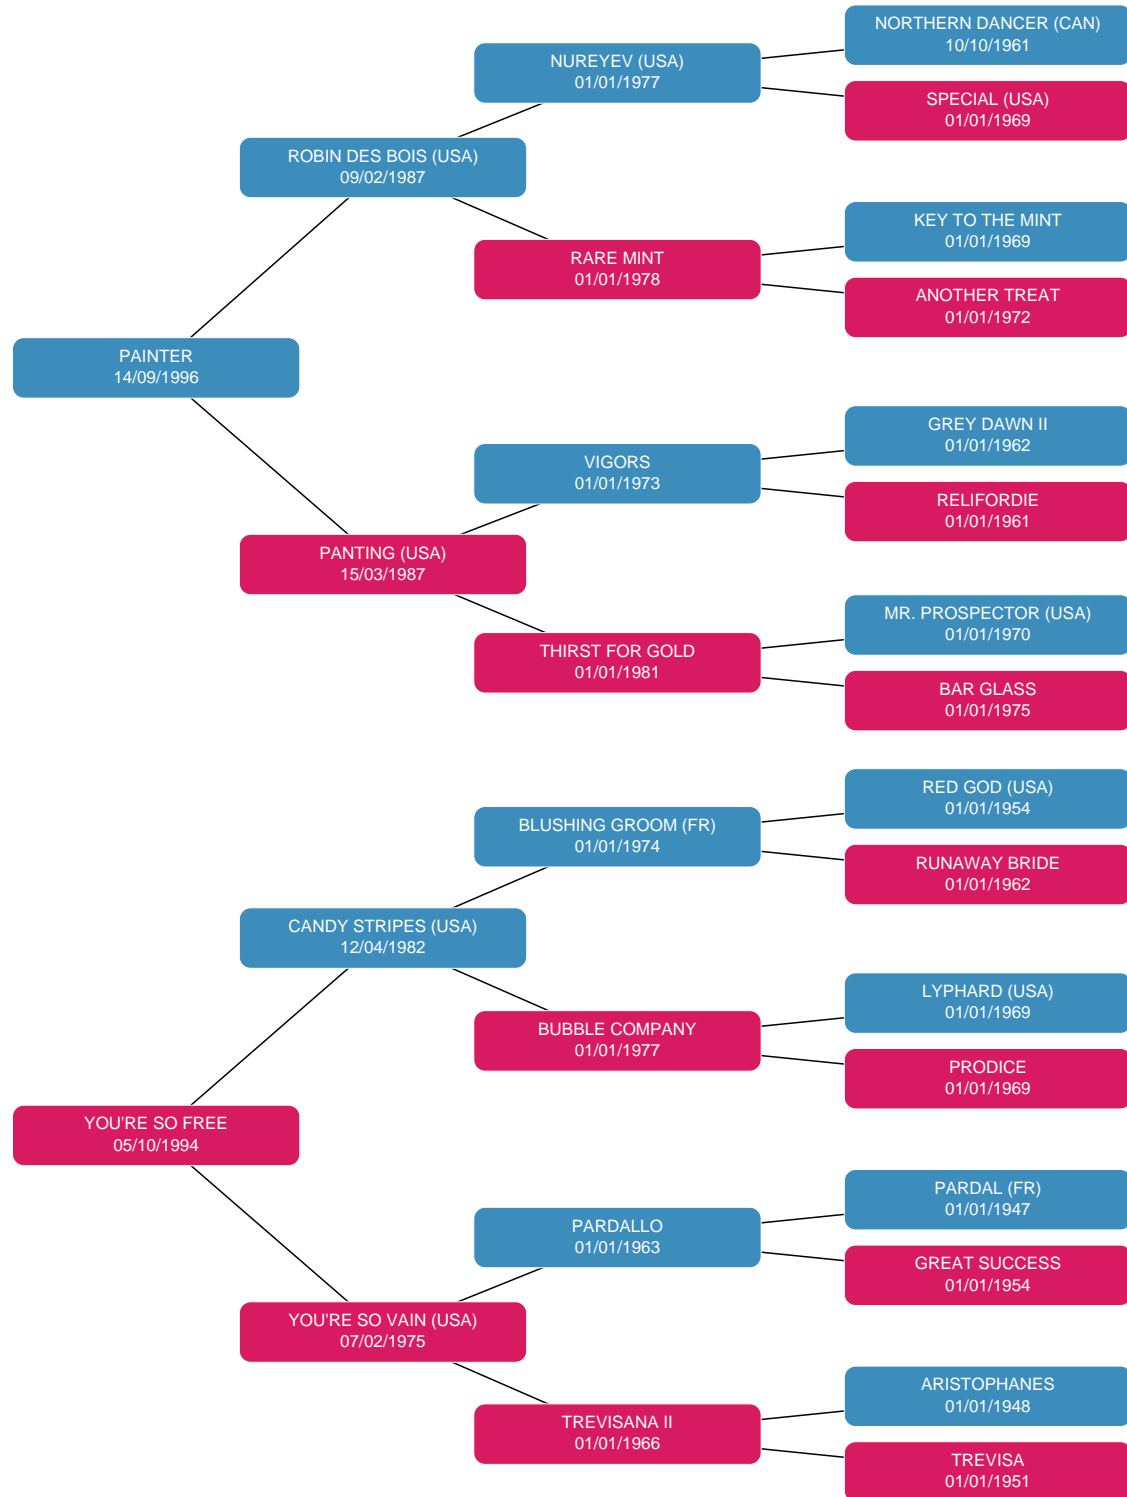 NORTHERN DANCER (CAN)
10/10/1961
NUREYEV (USA)
01/01/1977
SPECIAL (USA)
01/01/1969
ROBIN DES BOIS (USA)
09/02/1987
KEY TO THE MINT
01/01/1969
RARE MINT
01/01/1978
ANOTHER TREAT
01/01/1972
PAINTER
14/09/1996
GREY DAWN II
01/01/1962
VIGORS
01/01/1973
RELIFORDIE
01/01/1961
PANTING (USA)
15/03/1987
MR. PROSPECTOR (USA)
01/01/1970
THIRST FOR GOLD
01/01/1981
BAR GLASS
01/01/1975
RED GOD (USA)
01/01/1954
BLUSHING GROOM (FR)
01/01/1974
RUNAWAY BRIDE
01/01/1962
CANDY STRIPES (USA)
12/04/1982
LYPHARD (USA)
01/01/1969
BUBBLE COMPANY
01/01/1977
PRODICE
01/01/1969
YOU'RE SO FREE
05/10/1994
PARDAL (FR)
01/01/1947
PARDALLO
01/01/1963
GREAT SUCCESS
01/01/1954
YOU'RE SO VAIN (USA)
07/02/1975
ARISTOPHANES
01/01/1948
TREVISANA II
01/01/1966
TREVISA
01/01/1951